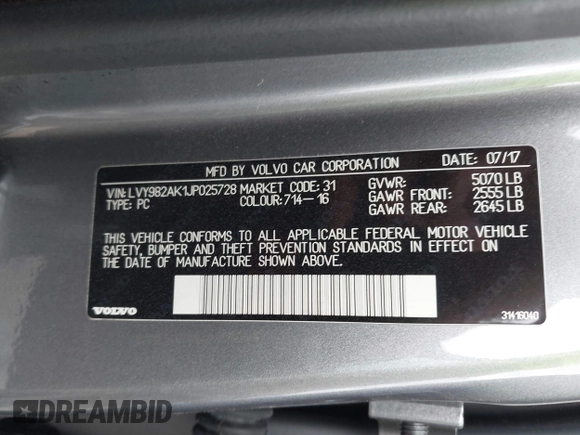 MFD. BY VOLVO CAR CORPORATION DATE: 07/17
VIN: LVY982AK1JP025728 MARKET CODE: 31 GVWR: 5070 LB
TYPE: PC COLOUR: 714-16 GAWR FRONT: 2555 LB
GAWR REAR: 2645 LB
THIS VEHICLE CONFORMS TO ALL APPLICABLE FEDERAL MOTOR VEHICLE
SAFETY, BUMPER AND THEFT PREVENTION STANDARDS IN EFFECT ON
THE DATE OF MANUFACTURE SHOWN ABOVE.
VOLVO 31416040
DREAMBID